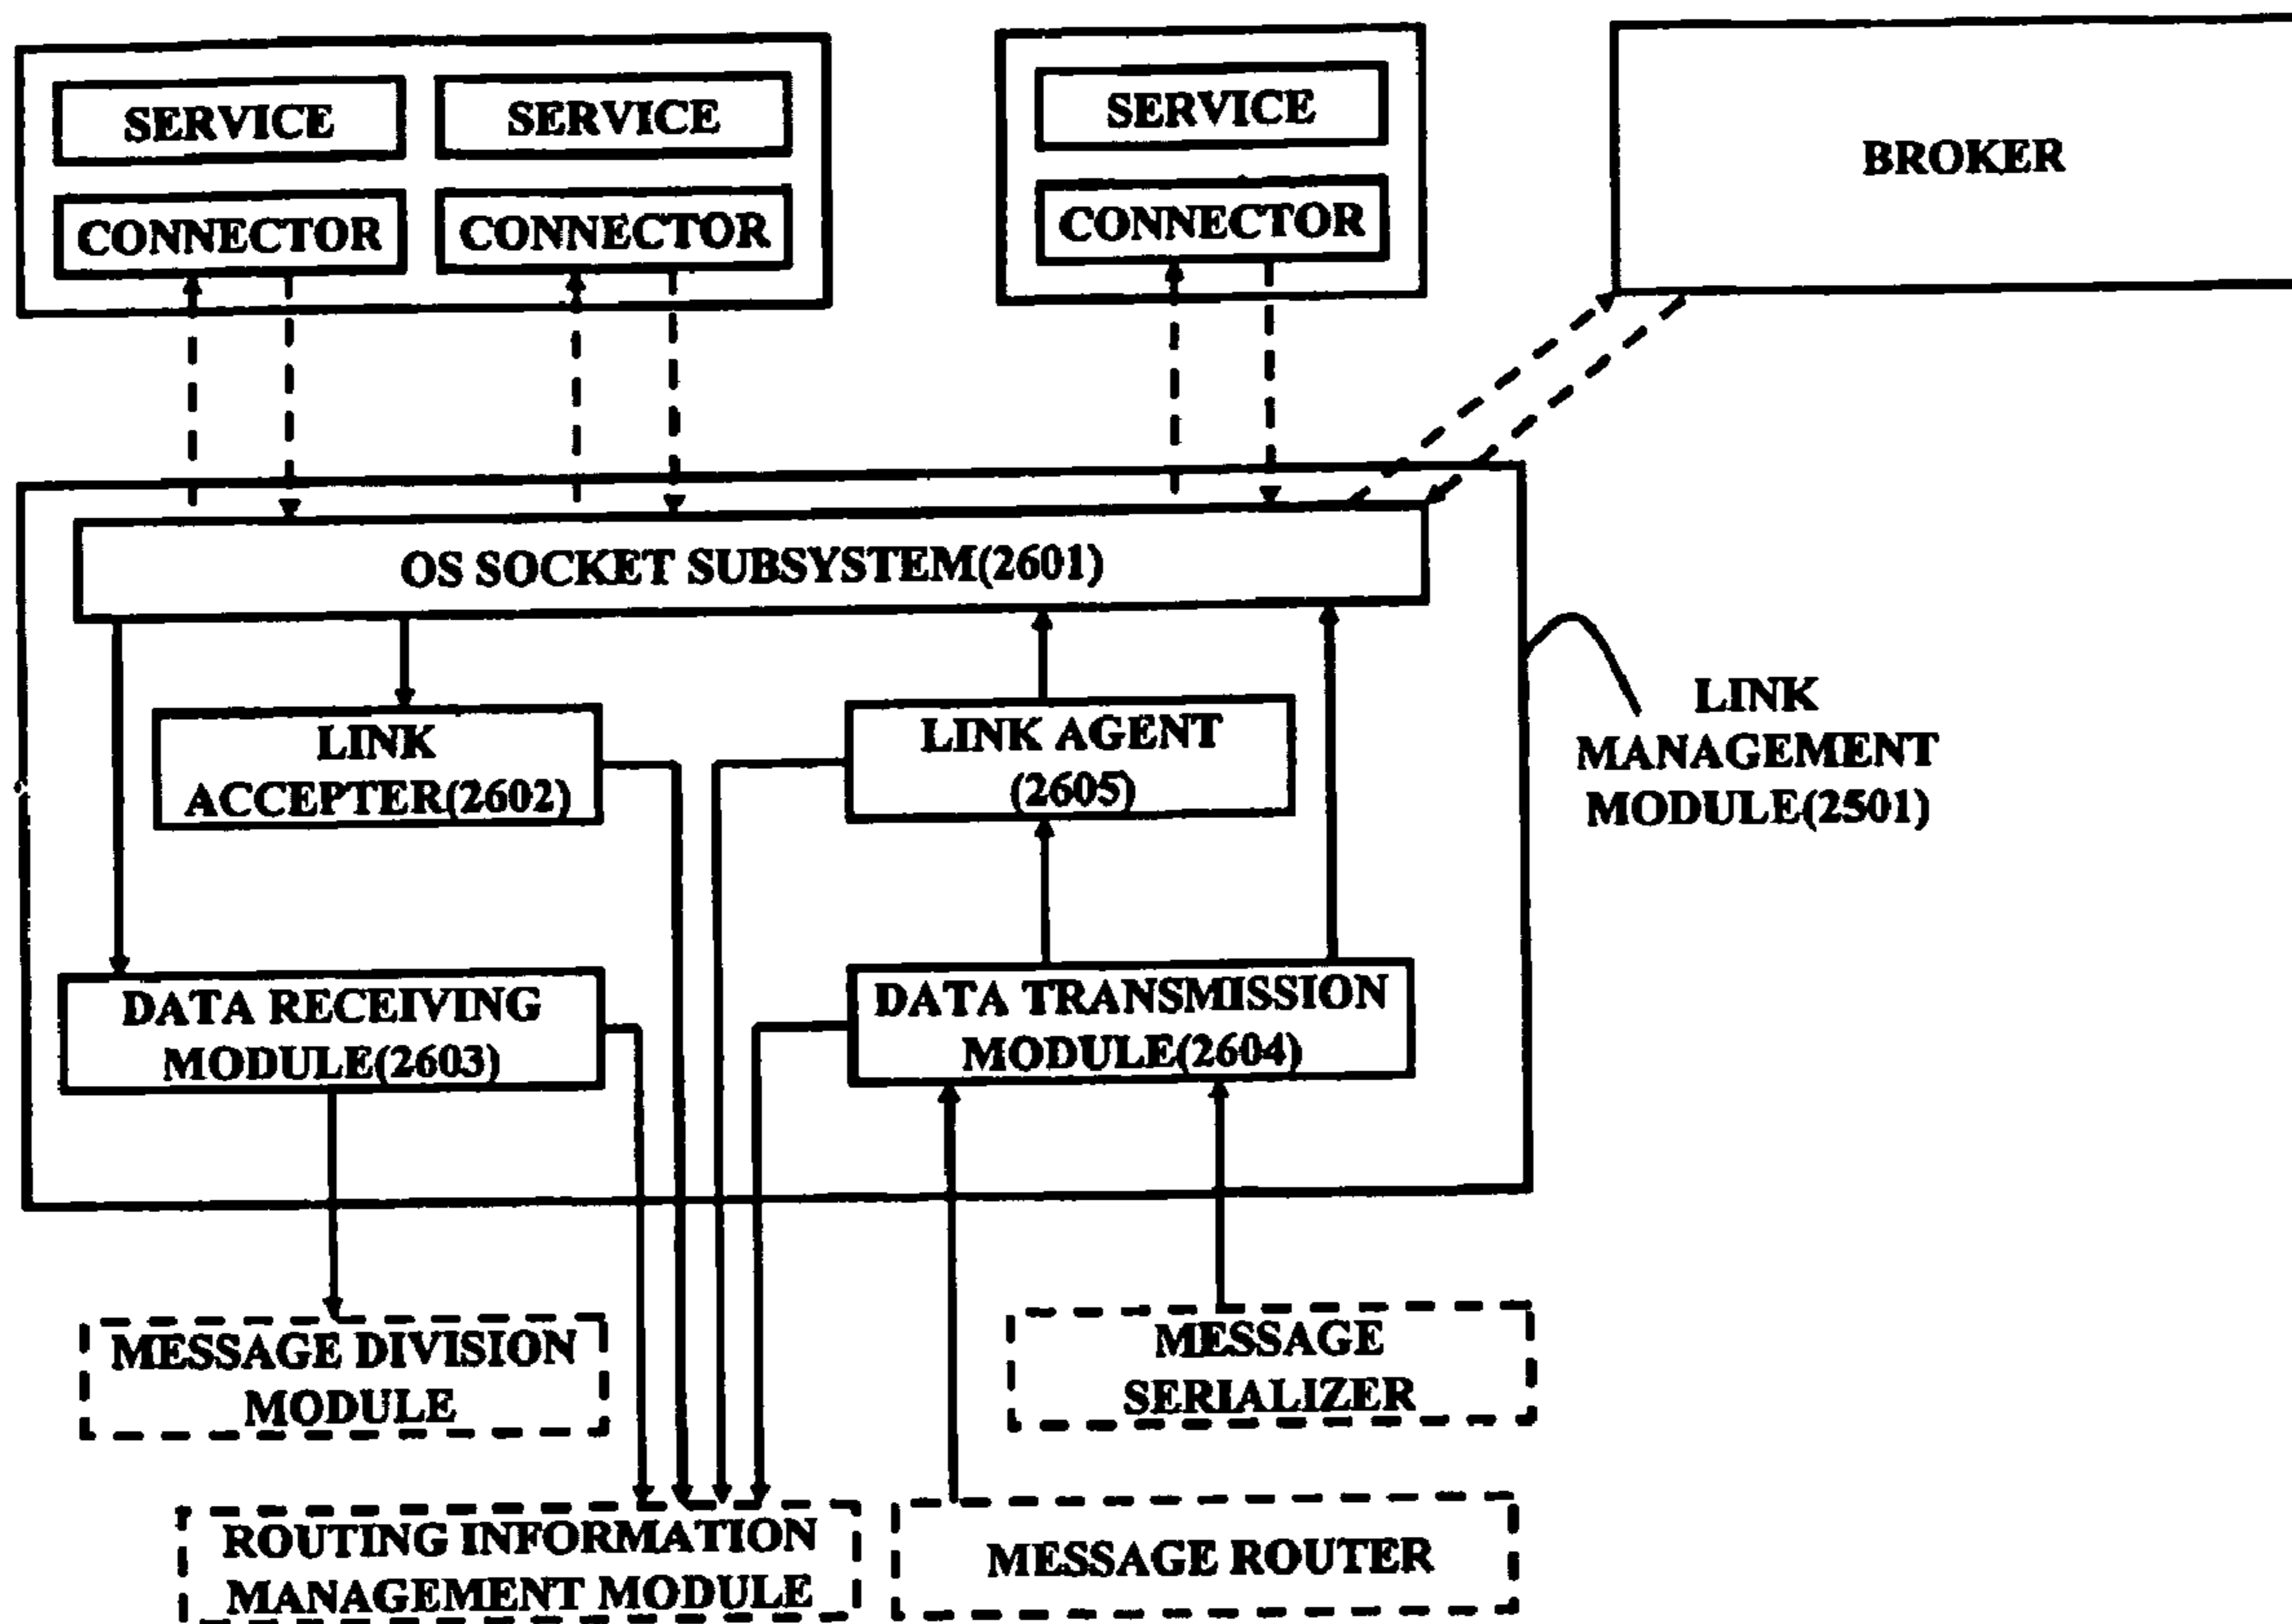 SERVICE
SERVICE
SERVICE
BROKER
CONNECTOR
CONNECTOR
CONNECTOR
OS SOCKET SUBSYSTEM(2601)
LINK
ACCEPTER(2602)
LINK AGENT
(2605)
LINK
MANAGEMENT
MODULE(2501)
DATA RECEIVING
MODULE(2603)
DATA TRANSMISSION
MODULE(2604)
MESSAGE DIVISION
MODULE
MESSAGE
SERIALIZER
ROUTING INFORMATION
MANAGEMENT MODULE
MESSAGE ROUTER